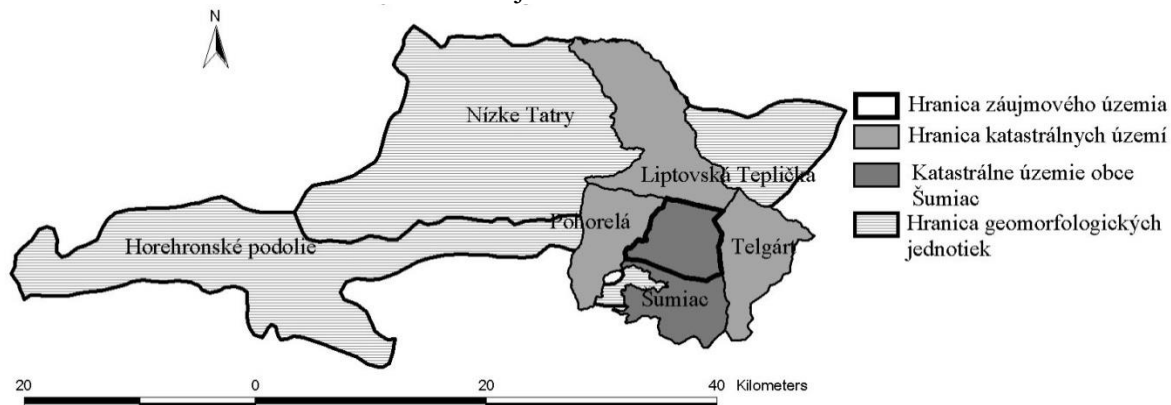 N
Nízke Tatry
Liptovská Teplička
Pohorelá
Horehronské podolie
Telgárt
Šumiac
Hranica záujmového územia
Hranica katastrálnych území
Katastrálne územie obce
Šumiac
Hranica geomorfologických
jednotiek
20 0 20 40 Kilometers